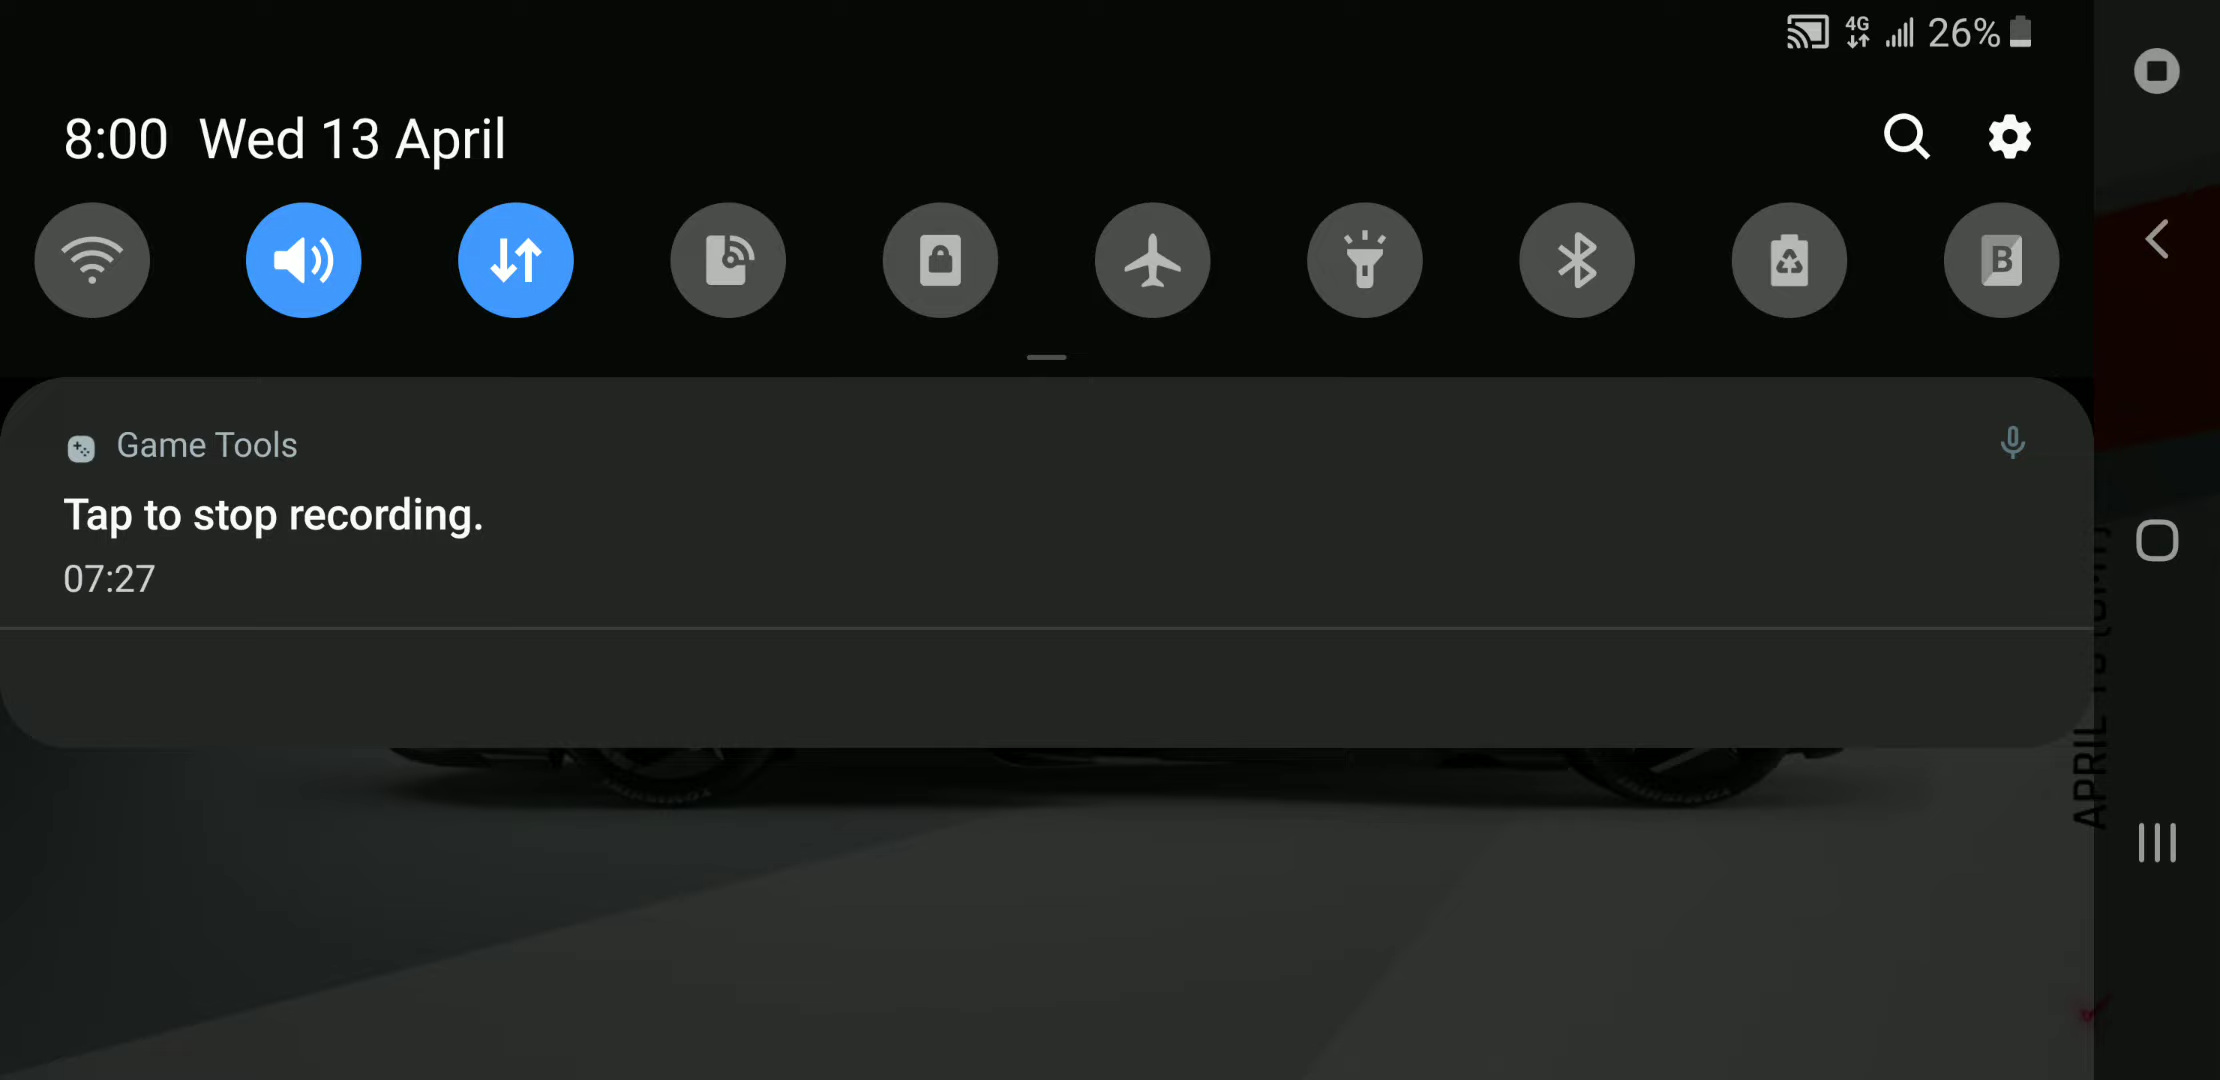 4G 26%
8:00 Wed 13 April
B
Game Tools
Tap to stop recording.
07:27
APRIL